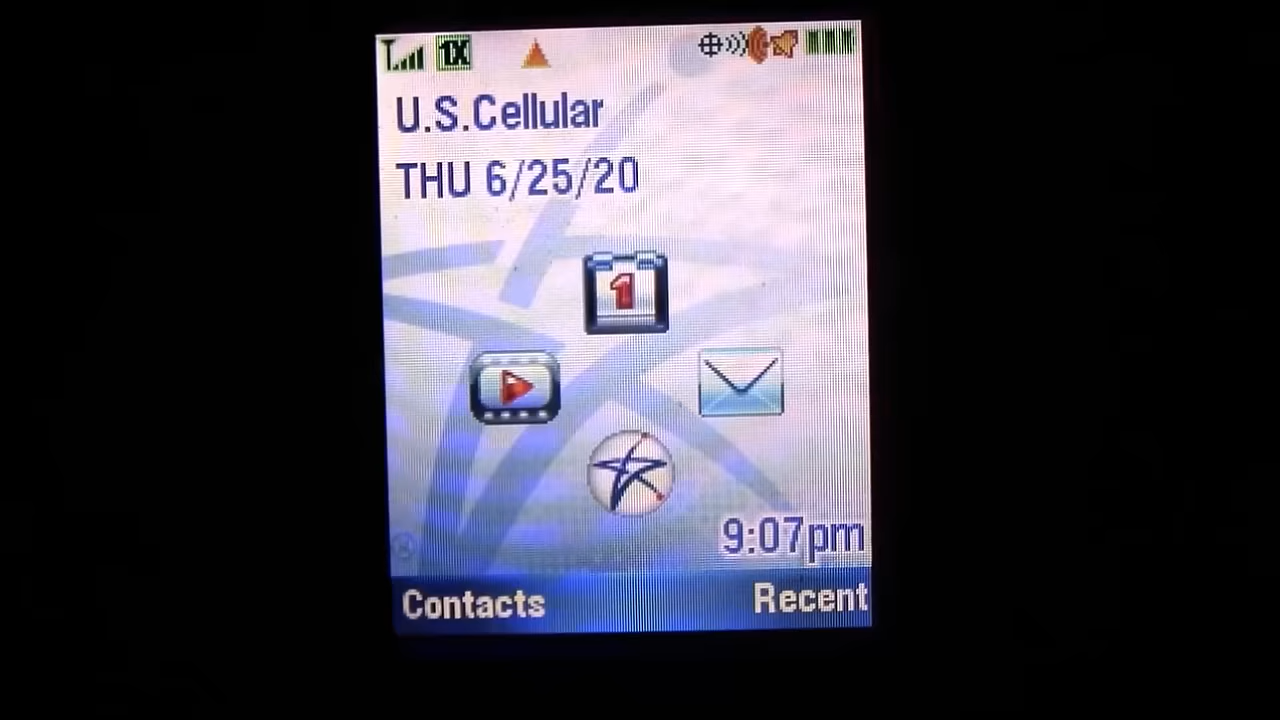 1X
U.S.Cellular
THU 6/25/20
1
9:07pm
Contacts
Recent